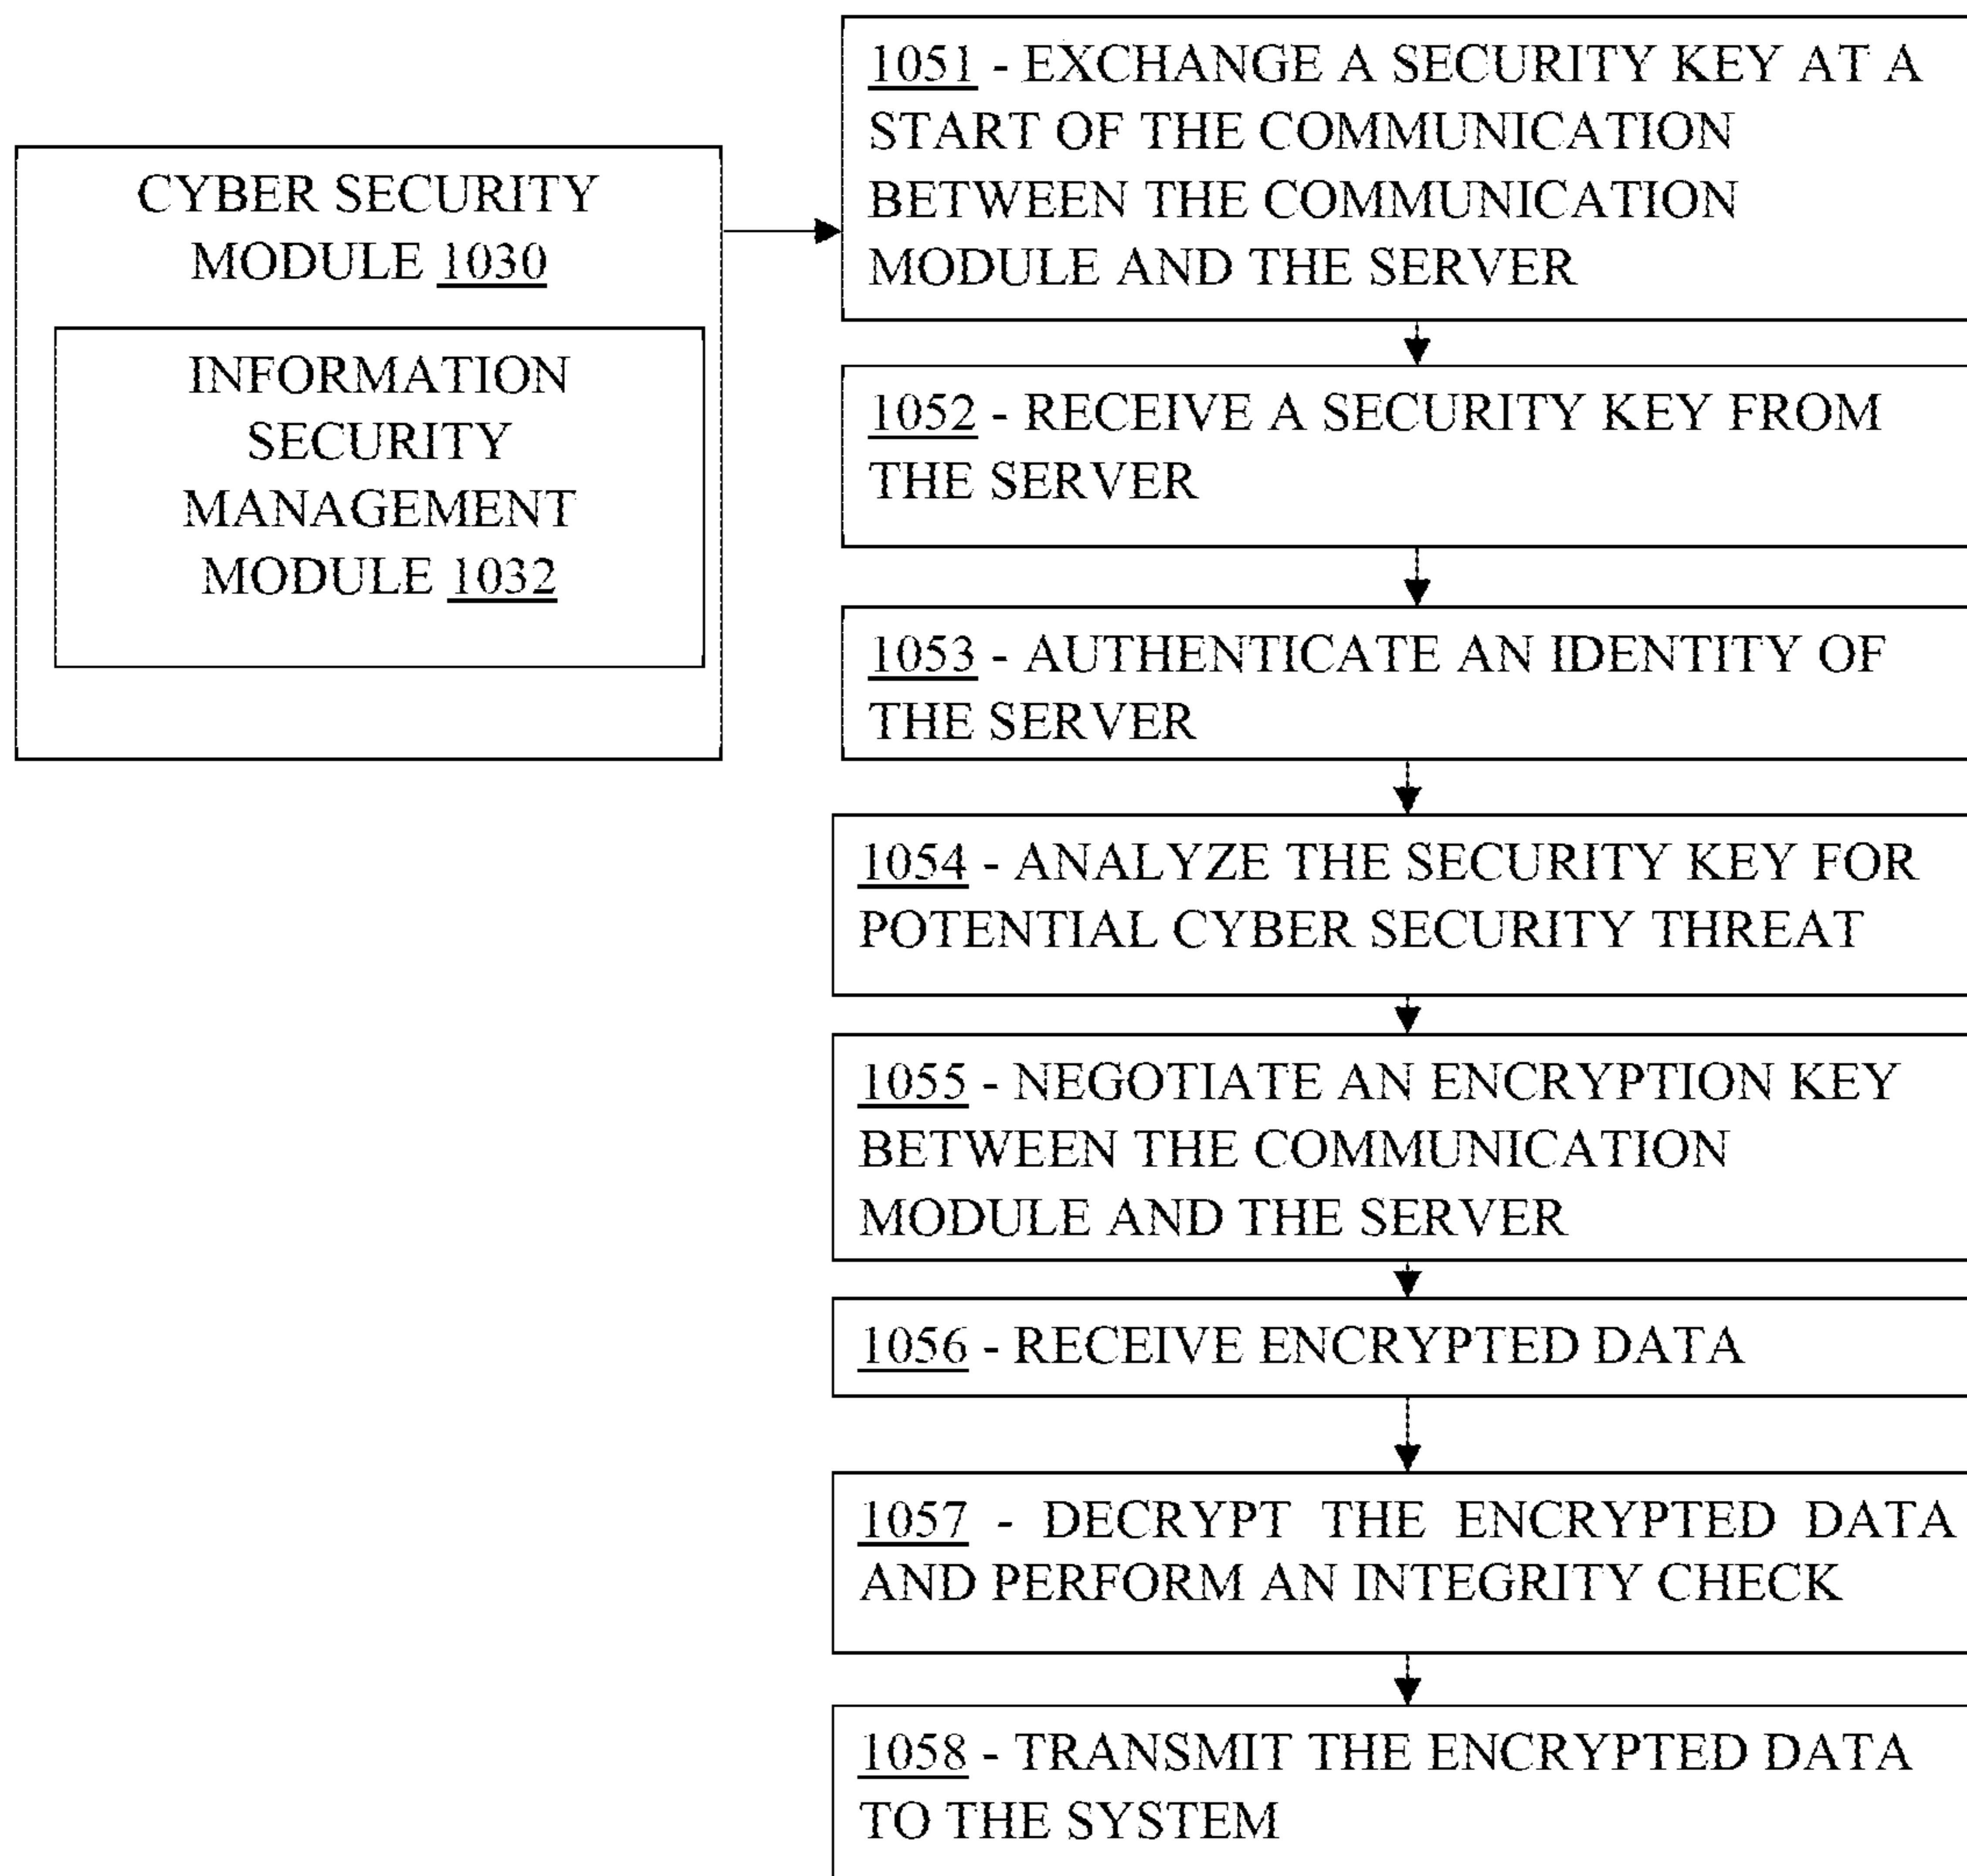 CYBER SECURITY
MODULE 1030
INFORMATION
SECURITY
MANAGEMENT
MODULE 1032
1051 - EXCHANGE A SECURITY KEY AT A
START OF THE COMMUNICATION
BETWEEN THE COMMUNICATION
MODULE AND THE SERVER
1052 - RECEIVE A SECURITY KEY FROM
THE SERVER
1053 - AUTHENTICATE AN IDENTITY OF
THE SERVER
1054 - ANALYZE THE SECURITY KEY FOR
POTENTIAL CYBER SECURITY THREAT
1055 - NEGOTIATE AN ENCRYPTION KEY
BETWEEN THE COMMUNICATION
MODULE AND THE SERVER
1056 - RECEIVE ENCRYPTED DATA
1057 - DECRYPT THE ENCRYPTED DATA
AND PERFORM AN INTEGRITY CHECK
1058 - TRANSMIT THE ENCRYPTED DATA
TO THE SYSTEM